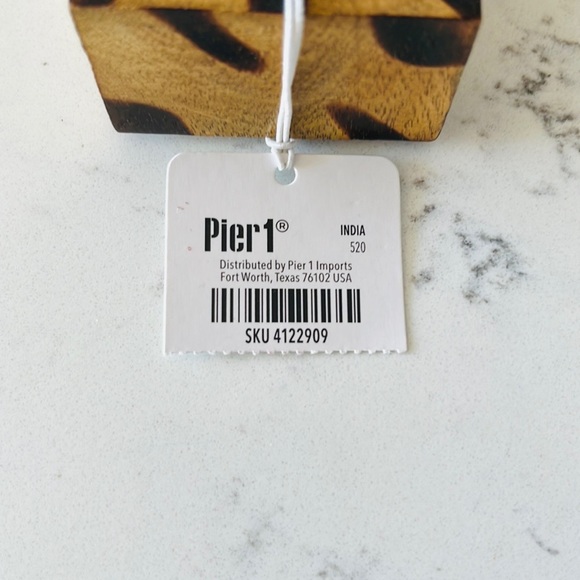 Pier1®
INDIA
520
Distributed by Pier 1 Imports
Fort Worth, Texas 76102 USA
SKU 4122909